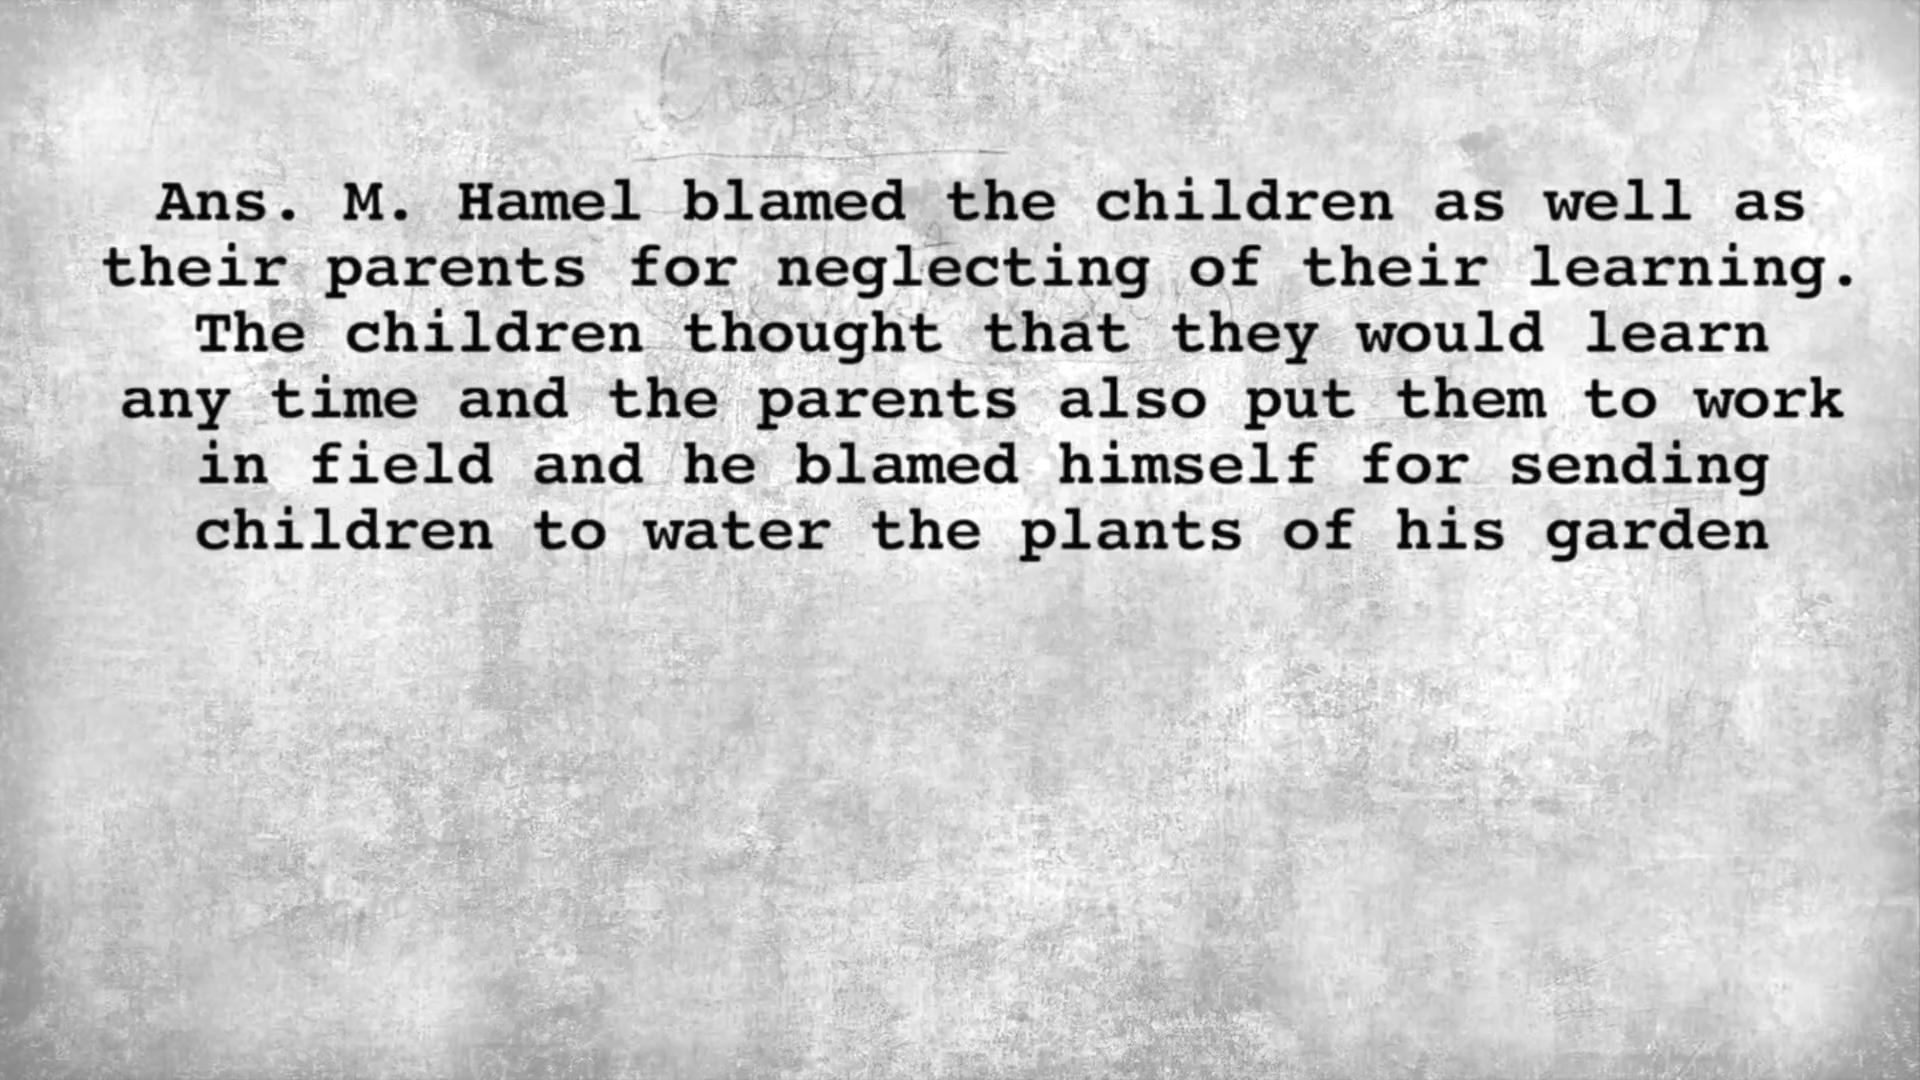 Ans. M. Hamel blamed the children as well as
their parents for neglecting of their learning.
The children thought that they would learn
any time and the parents also put them to work
in field and he blamed himself for sending
children to water the plants of his garden